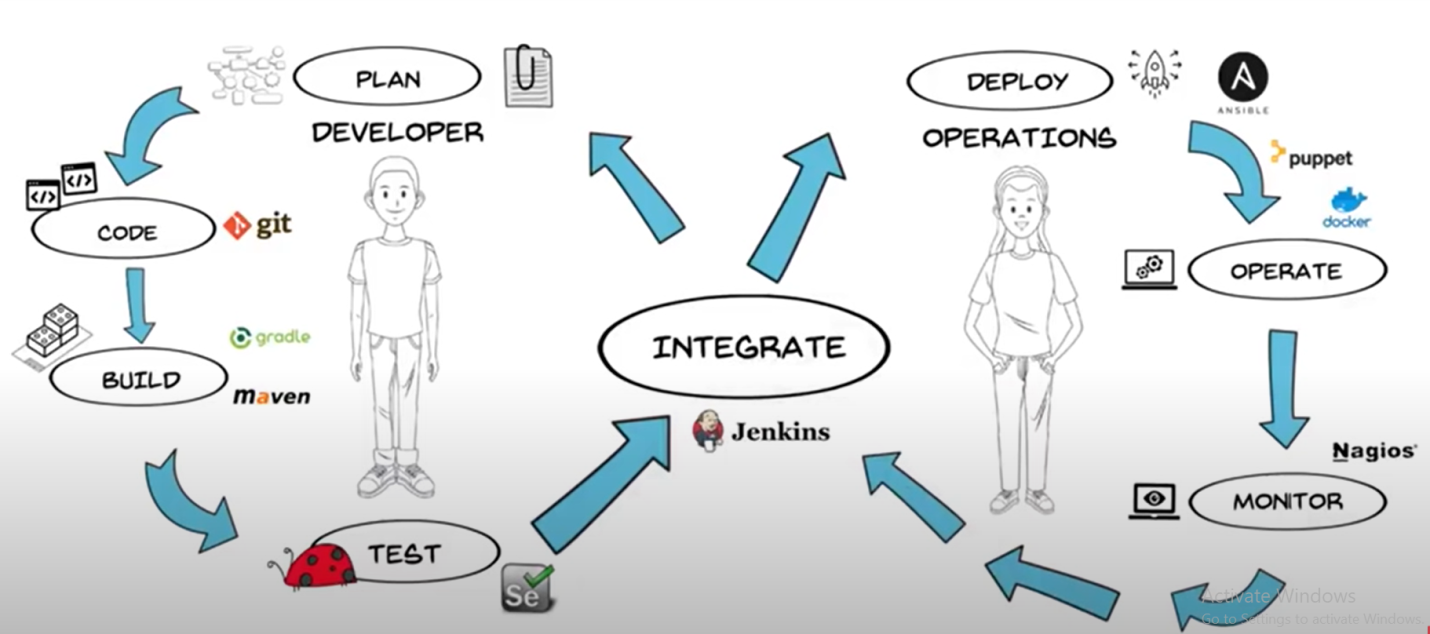 PLAN
DEVELOPER
</>
</>
CODE
git
gradle
BUILD
maven
TEST
Se
INTEGRATE
Jenkins
DEPLOY
ANSIBLE
OPERATIONS
puppet
docker
OPERATE
Nagios®
MONITOR
Activate Windows
Go to Settings to activate Windows.